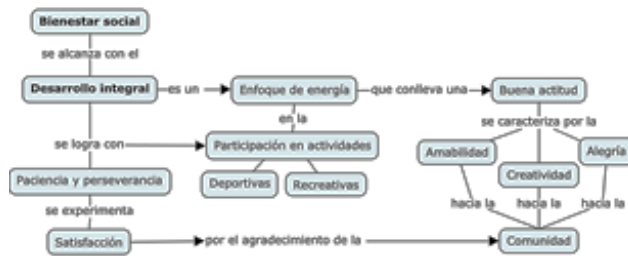 Bienestar social
se alcanza con el
Desarrollo integral
es un
Enfoque de energía
que conlleva una
Buena actitud
en la
se caracteriza por la
se logra con
Participación en actividades
Amabilidad
Alegría
Creatividad
Paciencia y perseverancia
Deportivas
Recreativas
se experimenta
hacia la
hacia la
hacia la
Satisfacción
por el agradecimiento de la
Comunidad